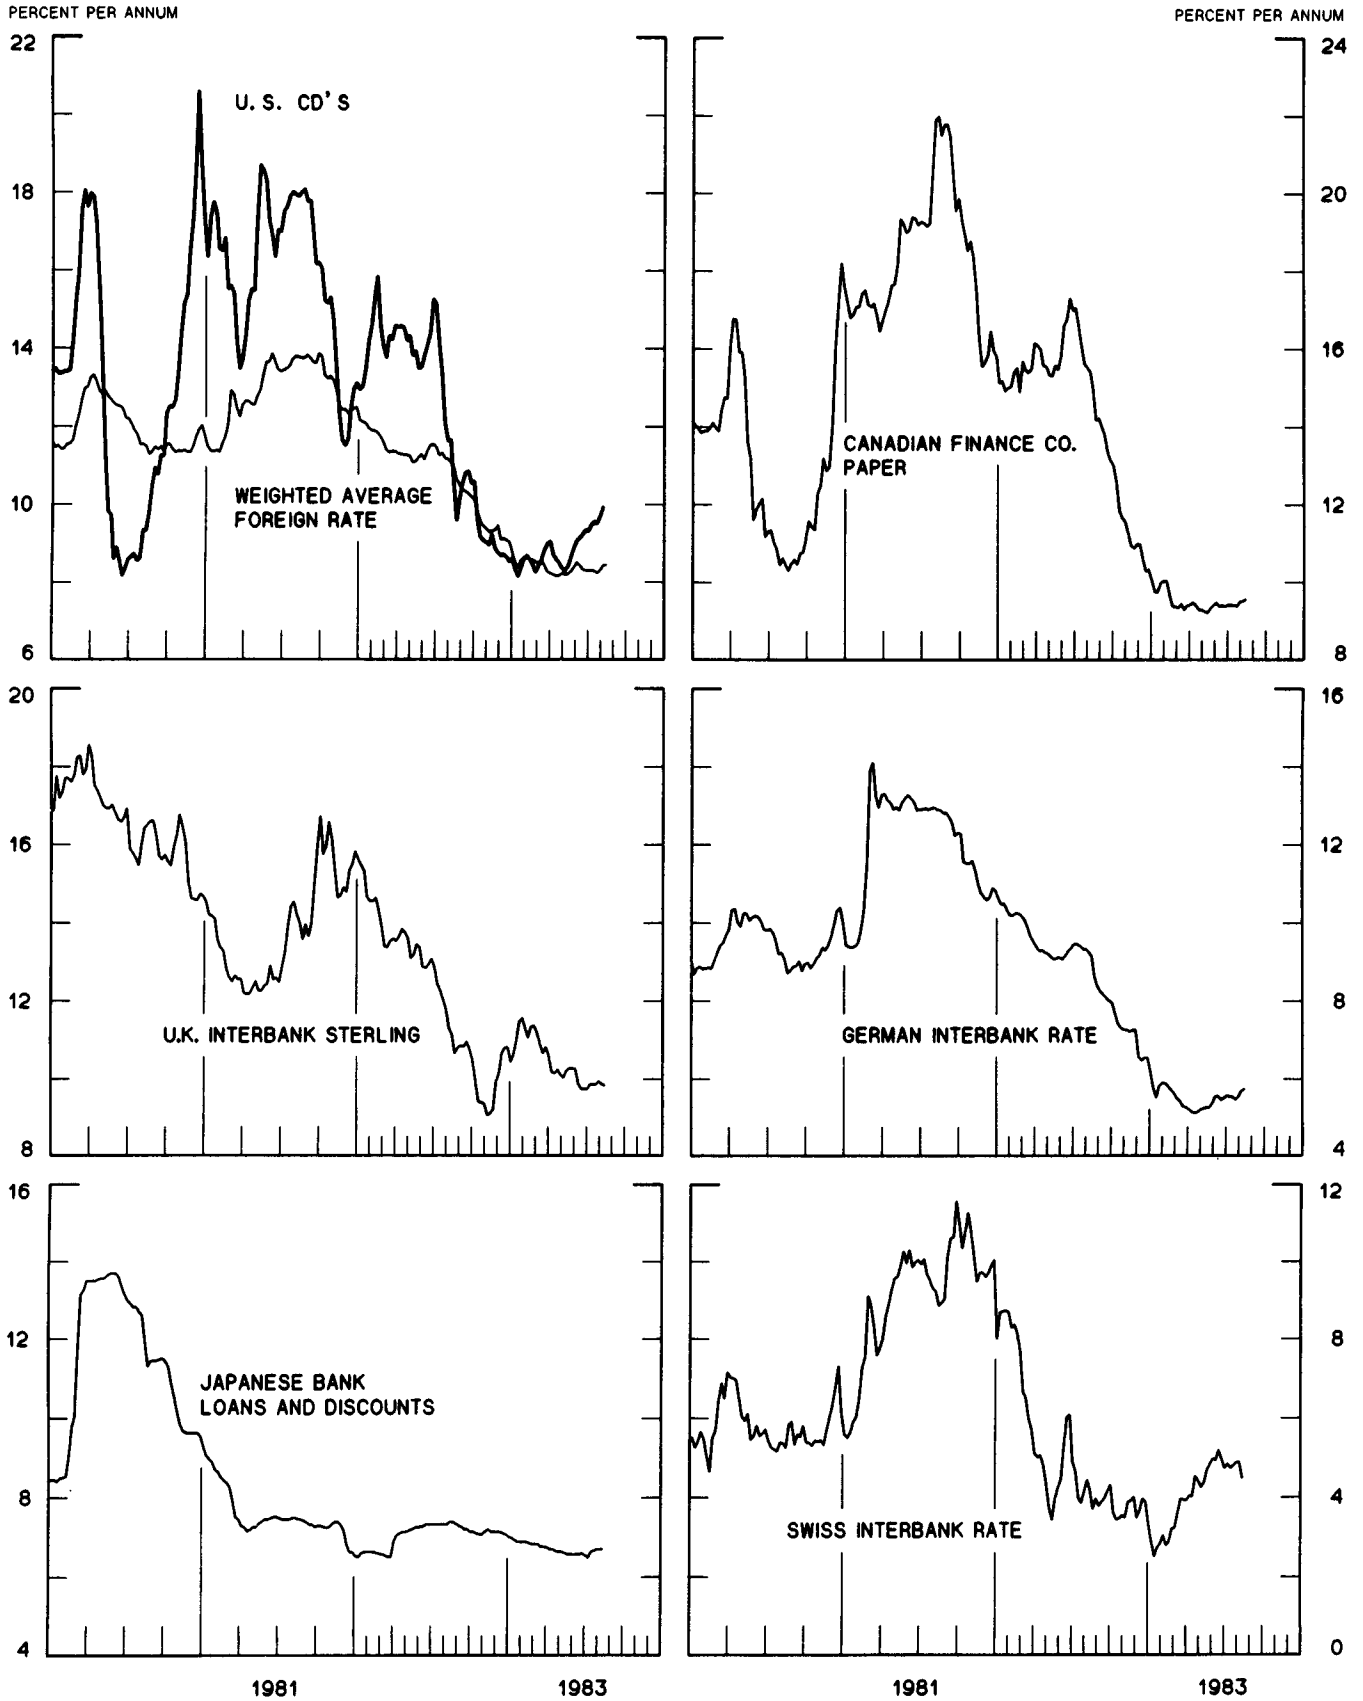 PERCENT PER ANNUM
PERCENT PER ANNUM
22
18
14
10
6
U.S. CD'S
WEIGHTED AVERAGE
FOREIGN RATE
24
20
16
12
8
CANADIAN FINANCE CO.
PAPER
20
16
12
8
U.K. INTERBANK STERLING
16
12
8
4
GERMAN INTERBANK RATE
16
12
8
4
JAPANESE BANK
LOANS AND DISCOUNTS
1981
1983
12
8
4
0
SWISS INTERBANK RATE
1981
1983